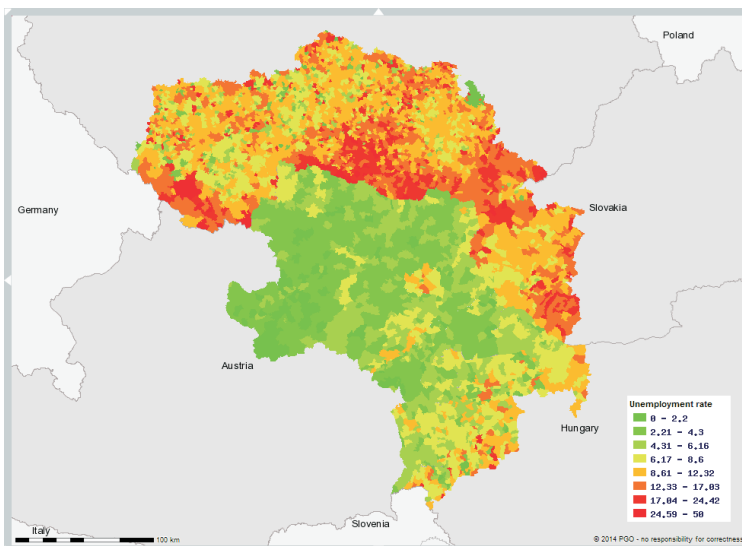 Poland
Germany
Slovakia
Austria
Unemployment rate
0 - 2.2
2.21 - 4.3
4.31 - 6.16
6.17 - 8.6
8.61 - 12.32
12.33 - 17.03
17.04 - 24.42
24.59 - 50
Hungary
Slovenia
Italy
100 km
© 2014 PGO - no responsibility for correctness